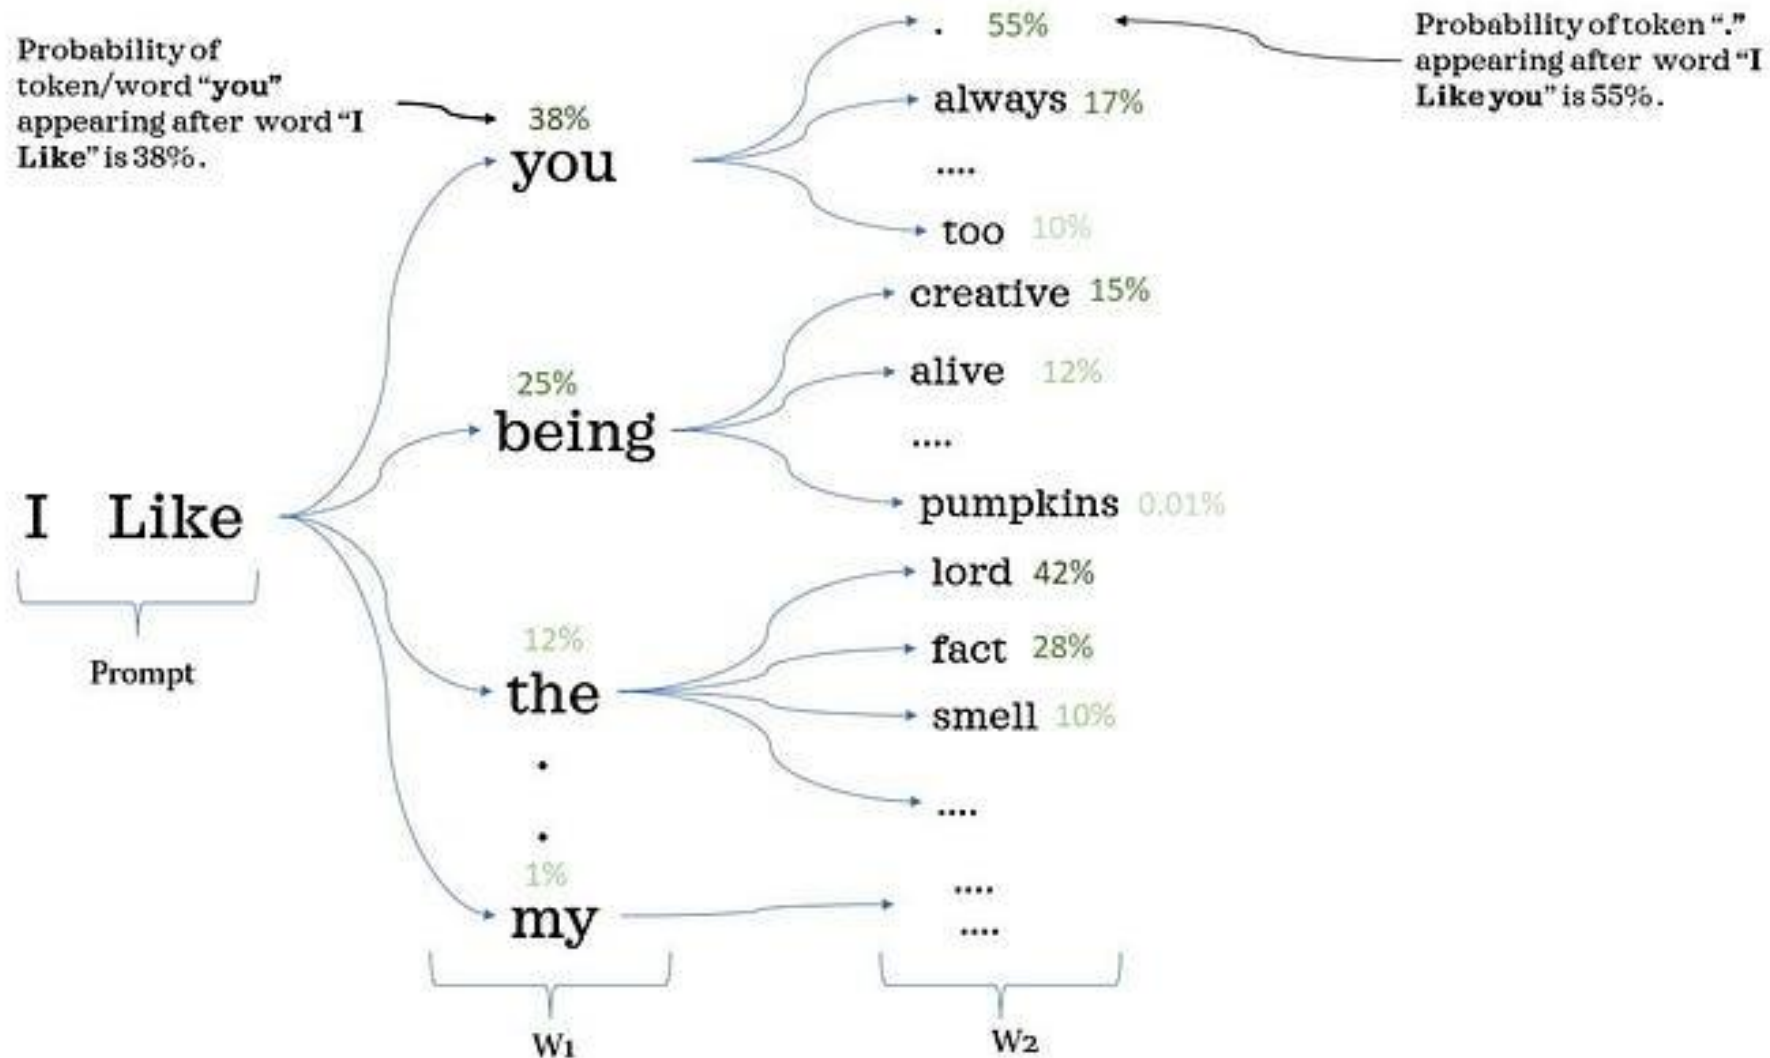 Probability of
token/word “you”
appearing after word “I
Like” is 38%.
38%
you
. 55%
always 17%
....
too 10%
Probability of token “.”
appearing after word “I
Like you” is 55%.
25%
being
creative 15%
alive 12%
....
pumpkins 0.01%
I Like
Prompt
12%
the
lord 42%
fact 28%
smell 10%
....
.
.
1%
my
....
....
W1
W2